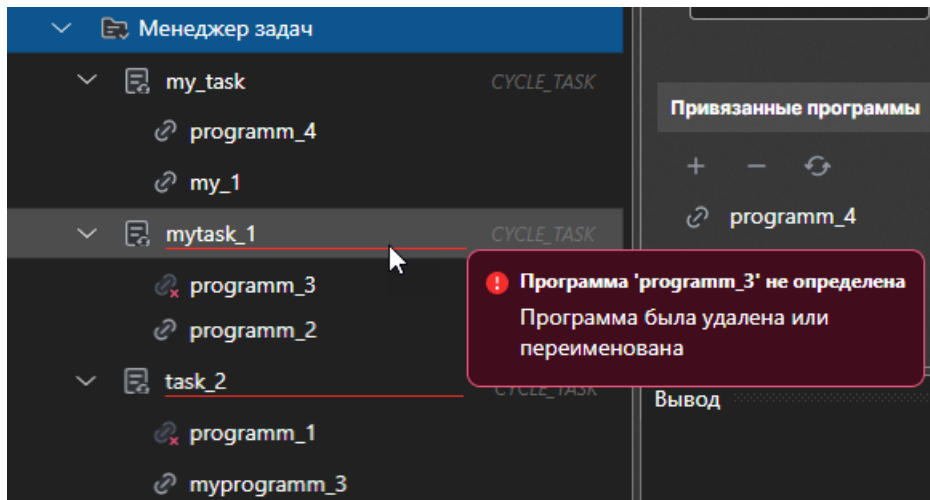 Менеджер задач
my_task CYCLE_TASK
programm_4
my_1
mytask_1 CYCLE_TASK
programm_3
programm_2
task_2 CYCLE_TASK
programm_1
myprogramm_3
Привязанные программы
programm_4
Программа 'programm_3' не определена
Программа была удалена или
переименована
Вывод